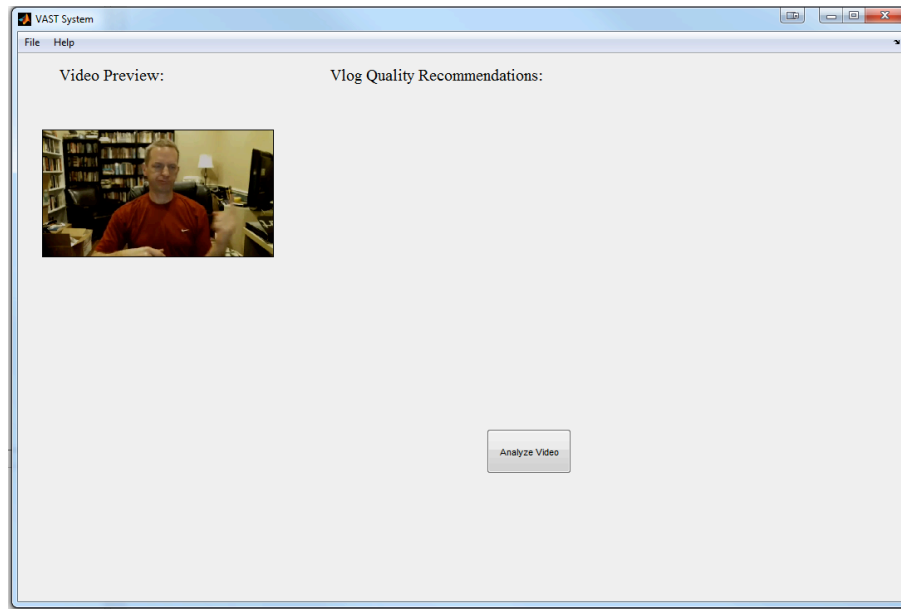 VAST System
File Help
Video Preview:
Vlog Quality Recommendations:
Analyze Video